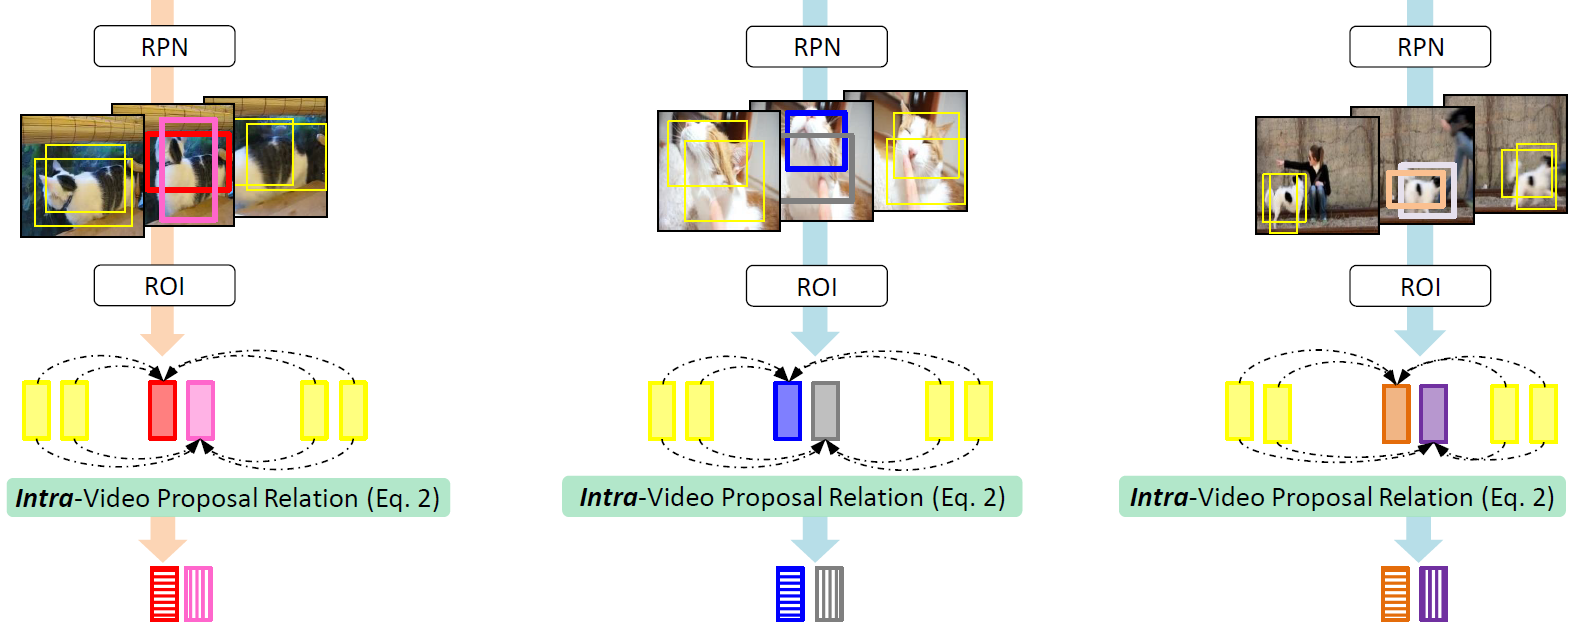 RPN
RPN
RPN
ROI
ROI
ROI
Intra-Video Proposal Relation (Eq. 2)
Intra-Video Proposal Relation (Eq. 2)
Intra-Video Proposal Relation (Eq. 2)